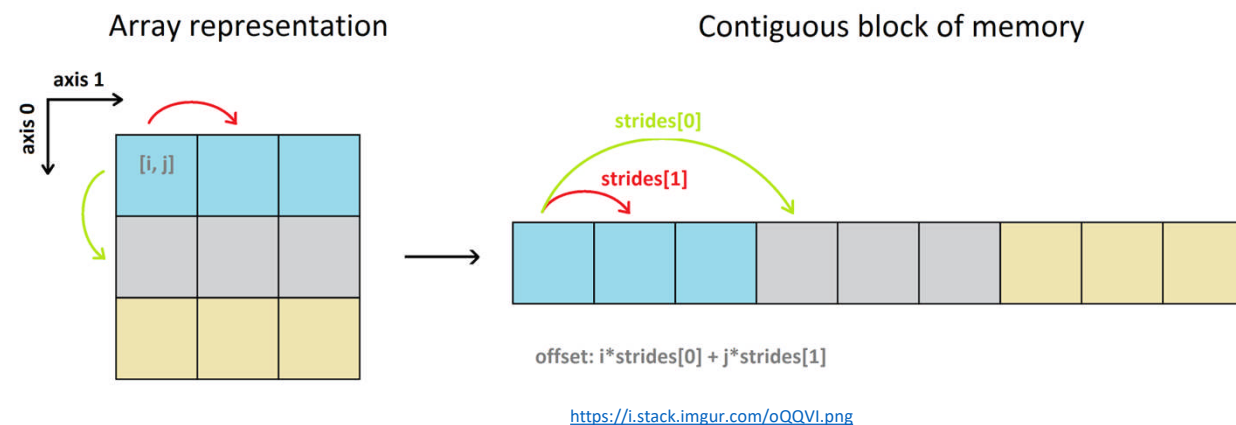 Array representation
Contiguous block of memory
axis 1
axis 0
[i, j]
strides[0]
strides[1]
offset: i*strides[0] + j*strides[1]
https://i.stack.imgur.com/oQQVI.png